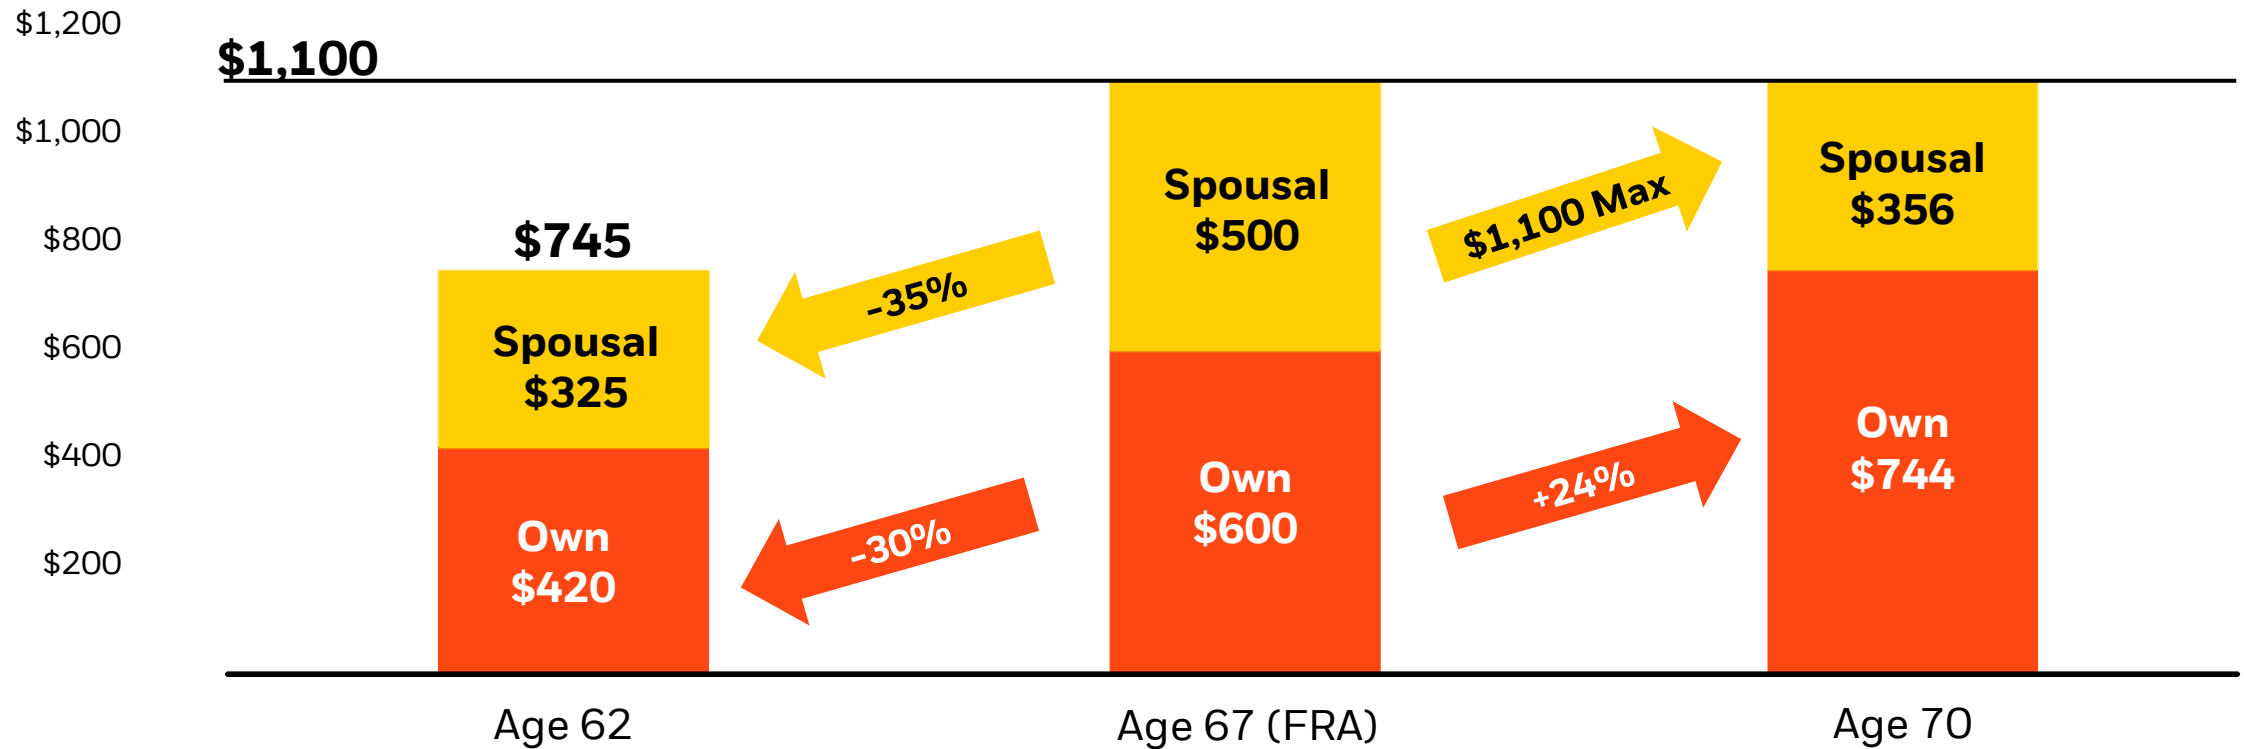 $1,200
$1,100
$1,000
$800
$600
$400
$200
$745
Spousal
$325
Own
$420
-35%
-30%
Spousal
$500
Own
$600
$1,100 Max
+24%
Spousal
$356
Own
$744
Age 62
Age 67 (FRA)
Age 70